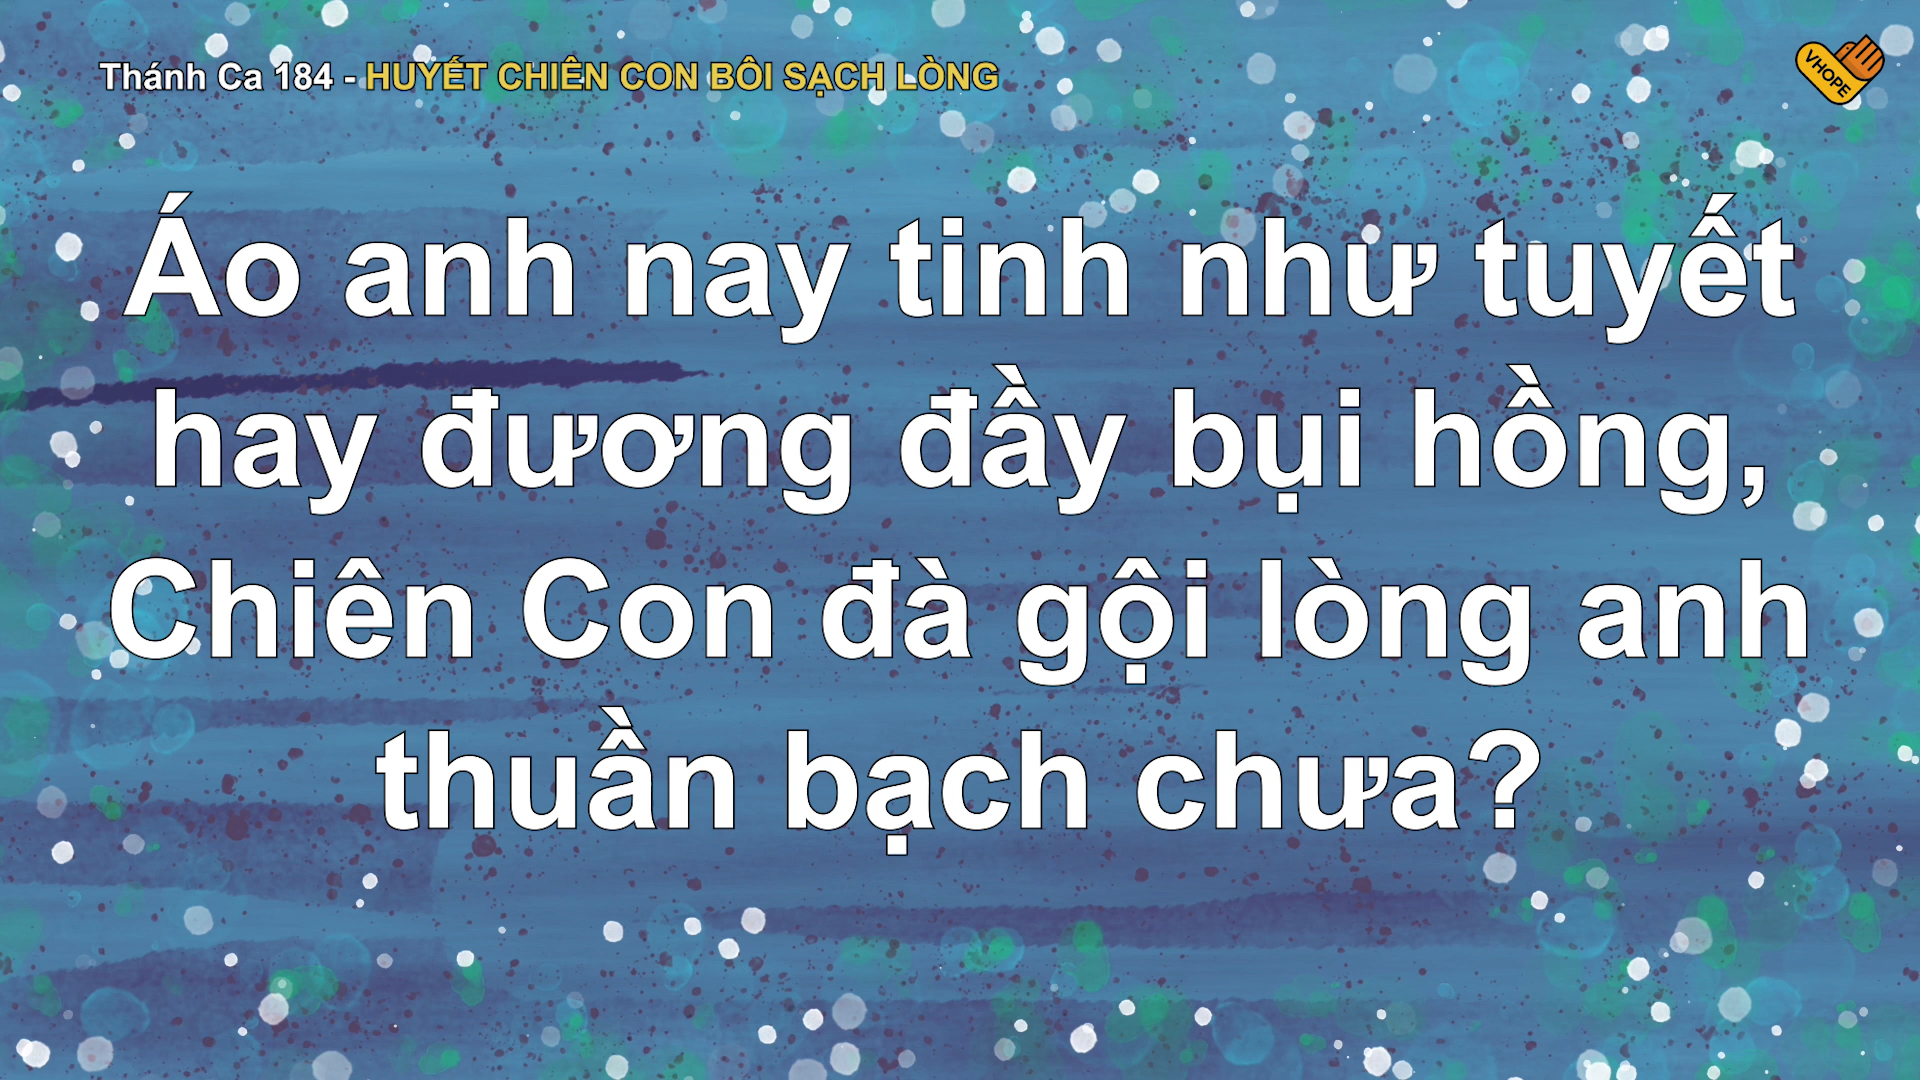 Thánh Ca 184 - HUYẾT CHIÊN CON BÔI SẠCH LÒNG
VHOPE
Áo anh nay tinh như tuyết
hay đương đầy bụi hồng,
Chiên Con đà gội lòng anh
thuần bạch chưa?